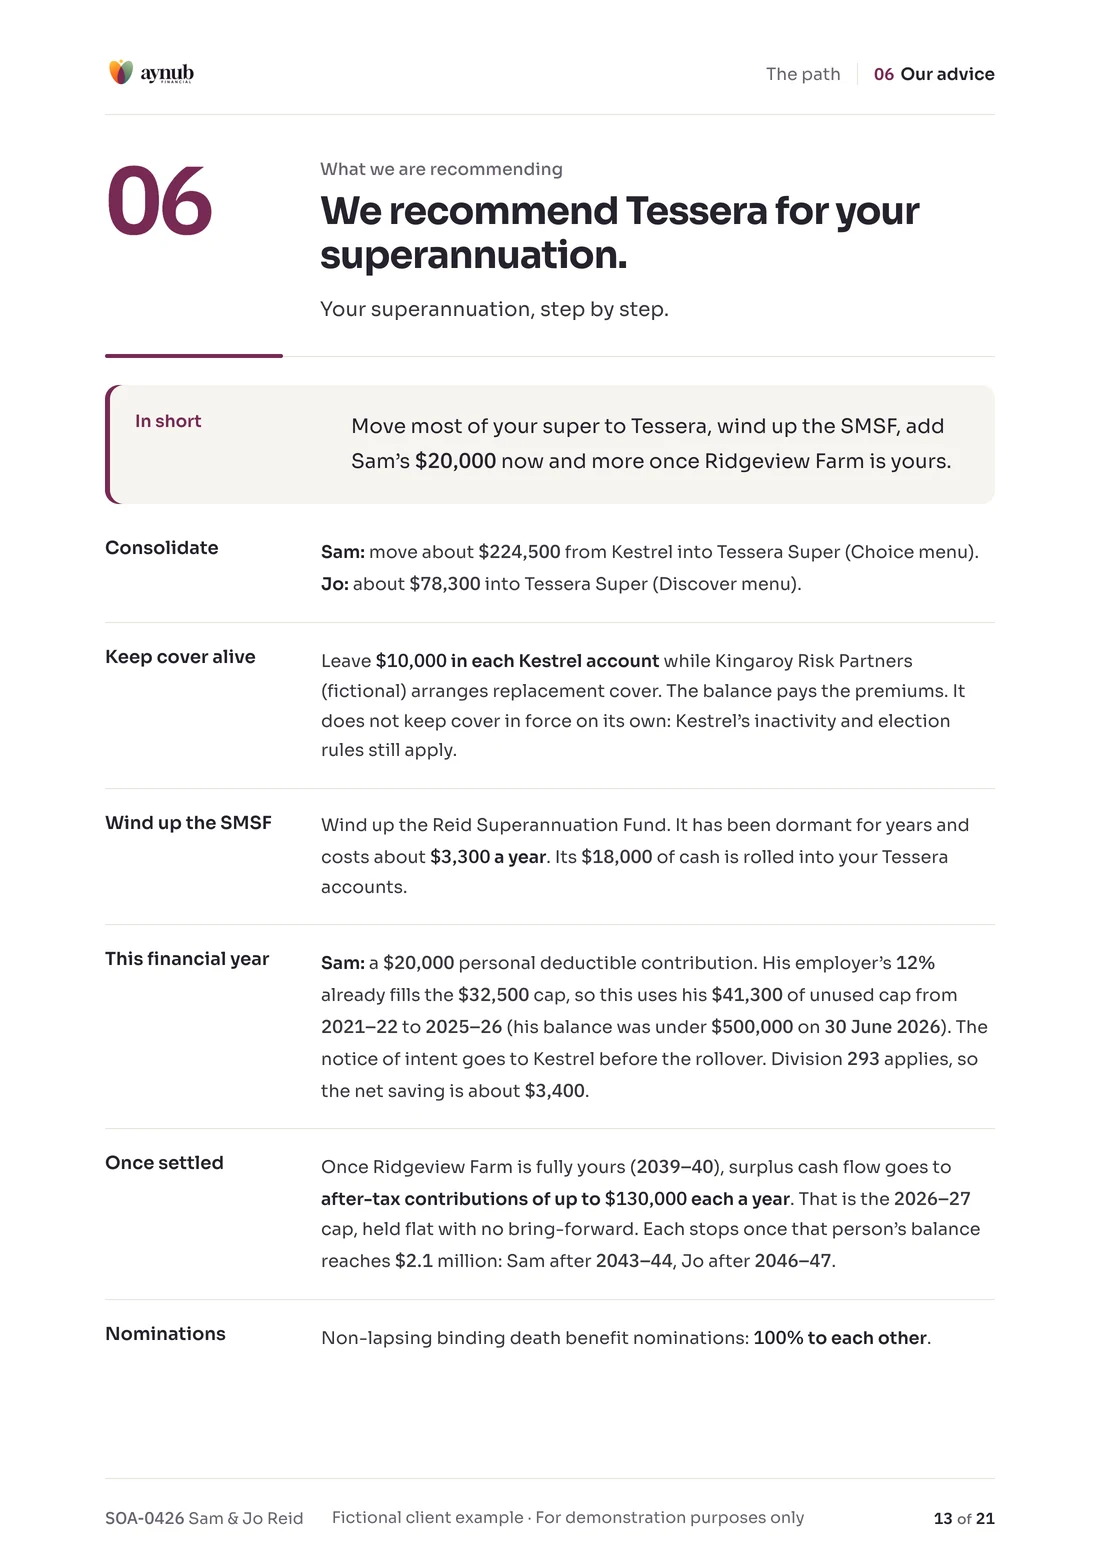 aynub
FINANCIAL
The path
06 Our advice
06
What we are recommending
We recommend Tessera for your
superannuation.
Your superannuation, step by step.
In short
Move most of your super to Tessera, wind up the SMSF, add
Sam’s $20,000 now and more once Ridgeview Farm is yours.
Consolidate
Sam: move about $224,500 from Kestrel into Tessera Super (Choice menu).
Jo: about $78,300 into Tessera Super (Discover menu).
Keep cover alive
Leave $10,000 in each Kestrel account while Kingaroy Risk Partners
(fictional) arranges replacement cover. The balance pays the premiums. It
does not keep cover in force on its own: Kestrel’s inactivity and election
rules still apply.
Wind up the SMSF
Wind up the Reid Superannuation Fund. It has been dormant for years and
costs about $3,300 a year. Its $18,000 of cash is rolled into your Tessera
accounts.
This financial year
Sam: a $20,000 personal deductible contribution. His employer’s 12%
already fills the $32,500 cap, so this uses his $41,300 of unused cap from
2021–22 to 2025–26 (his balance was under $500,000 on 30 June 2026). The
notice of intent goes to Kestrel before the rollover. Division 293 applies, so
the net saving is about $3,400.
Once settled
Once Ridgeview Farm is fully yours (2039–40), surplus cash flow goes to
after-tax contributions of up to $130,000 each a year. That is the 2026–27
cap, held flat with no bring-forward. Each stops once that person’s balance
reaches $2.1 million: Sam after 2043–44, Jo after 2046–47.
Nominations
Non-lapsing binding death benefit nominations: 100% to each other.
SOA-0426 Sam & Jo Reid
Fictional client example · For demonstration purposes only
13 of 21